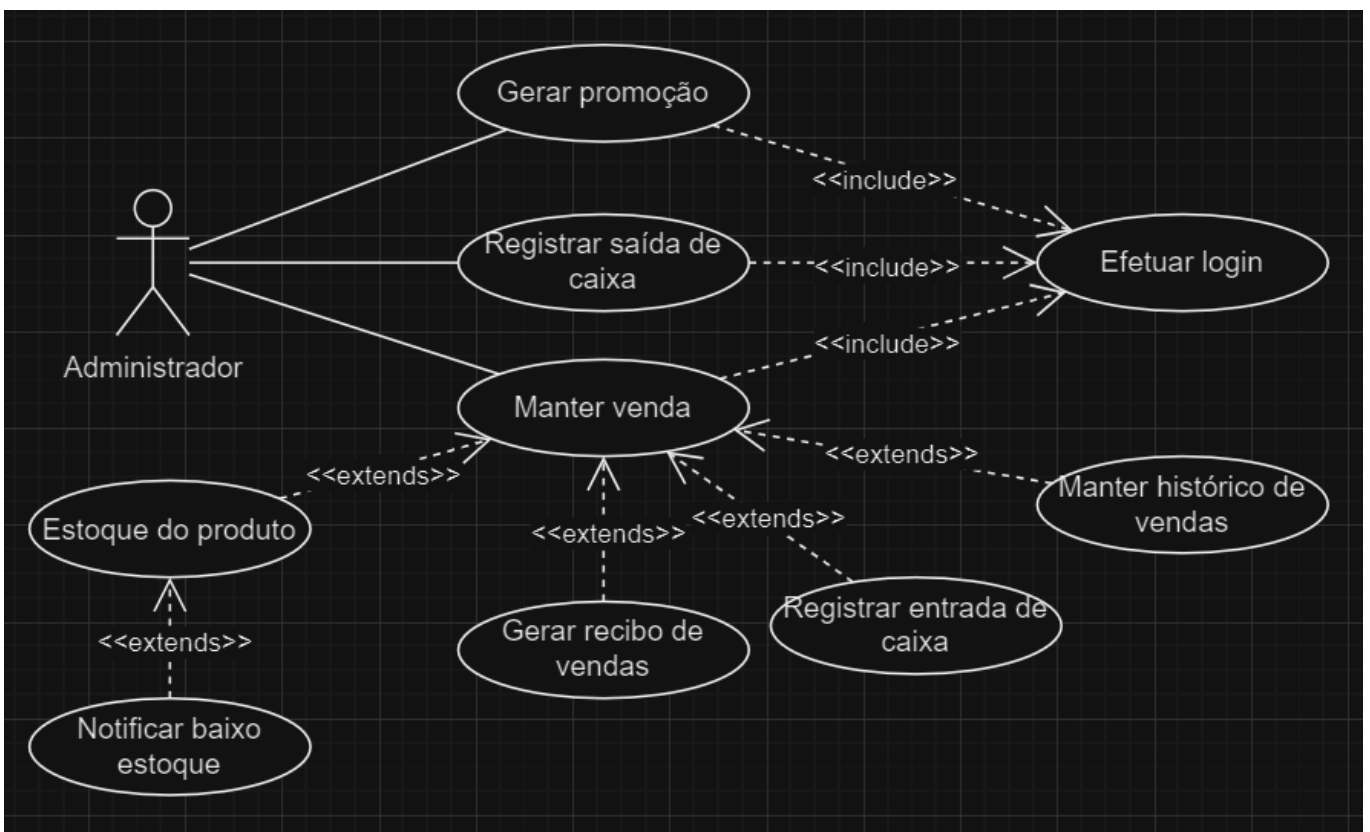 Gerar promoção
<<include>>
Registrar saída de
caixa
<<include>>
Efetuar login
<<include>>
Administrador
Manter venda
<<extends>>
<<extends>>
Manter histórico de
vendas
Estoque do produto
<<extends>>
<<extends>>
Registrar entrada de
caixa
Gerar recibo de
vendas
<<extends>>
Notificar baixo
estoque